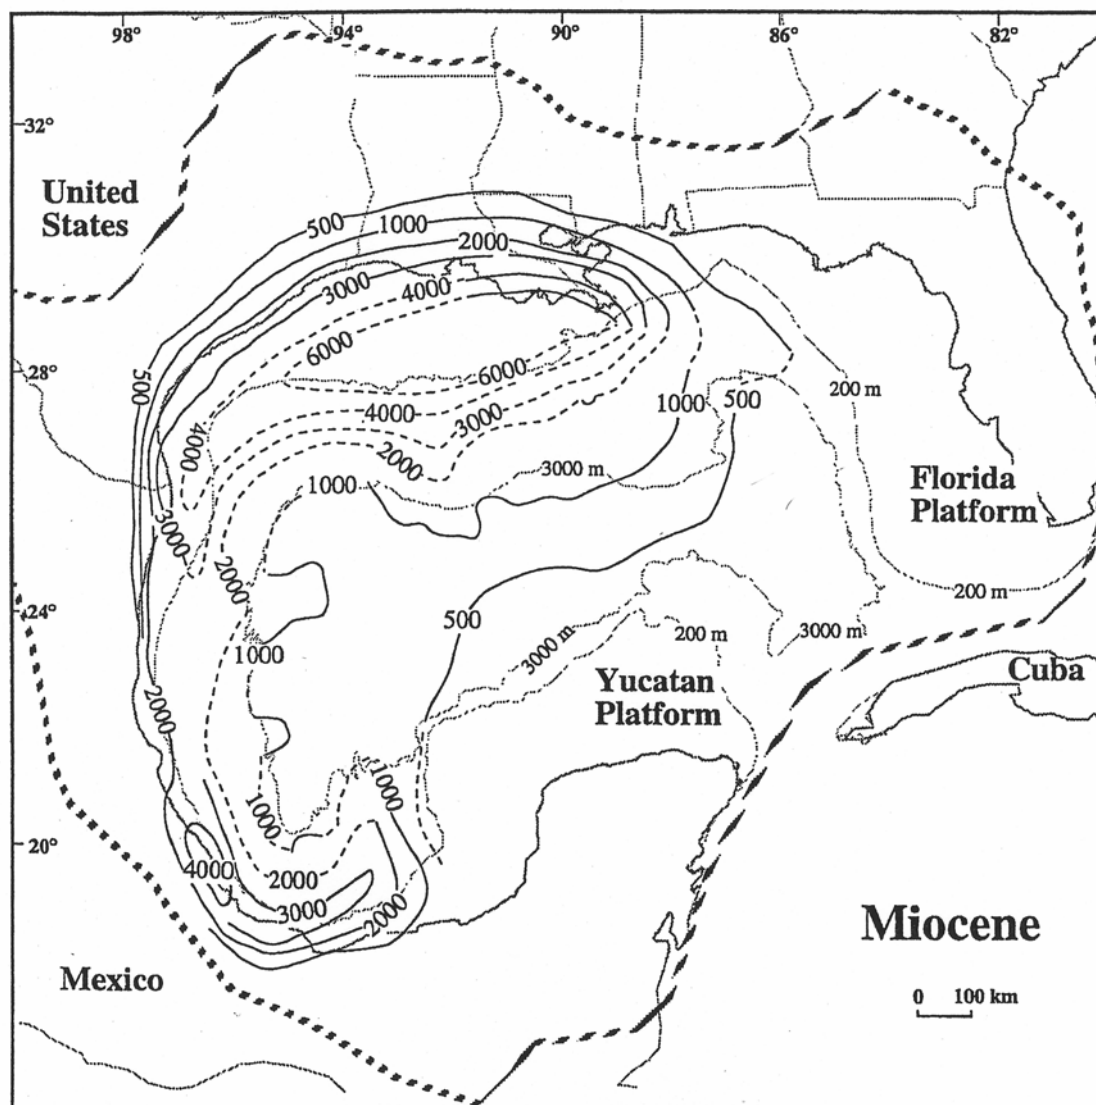 98°
94°
90°
86°
82°
32°
United
States
500
1000
2000
3000
4000
6000
28°
500
6000
200 m
4000
3000
1000
500
4000
2000
3000 m
1000
Florida
Platform
3000
2000
24°
200 m
500
1000
3000 m
200 m
3000 m
Cuba
Yucatan
Platform
2000
1000
1000
20°
4000
2000
3000
2000
Miocene
Mexico
0 100 km